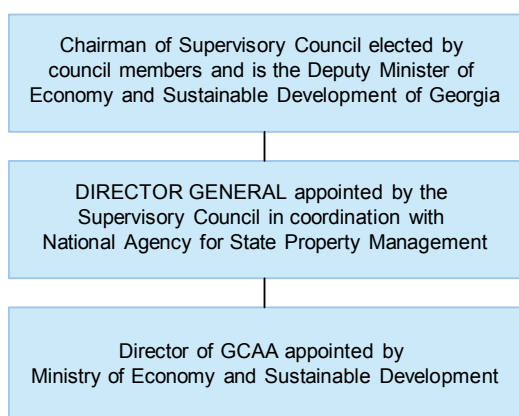 Chairman of Supervisory Council elected by
council members and is the Deputy Minister of
Economy and Sustainable Development of Georgia
DIRECTOR GENERAL appointed by the
Supervisory Council in coordination with
National Agency for State Property Management
Director of GCAA appointed by
Ministry of Economy and Sustainable Development